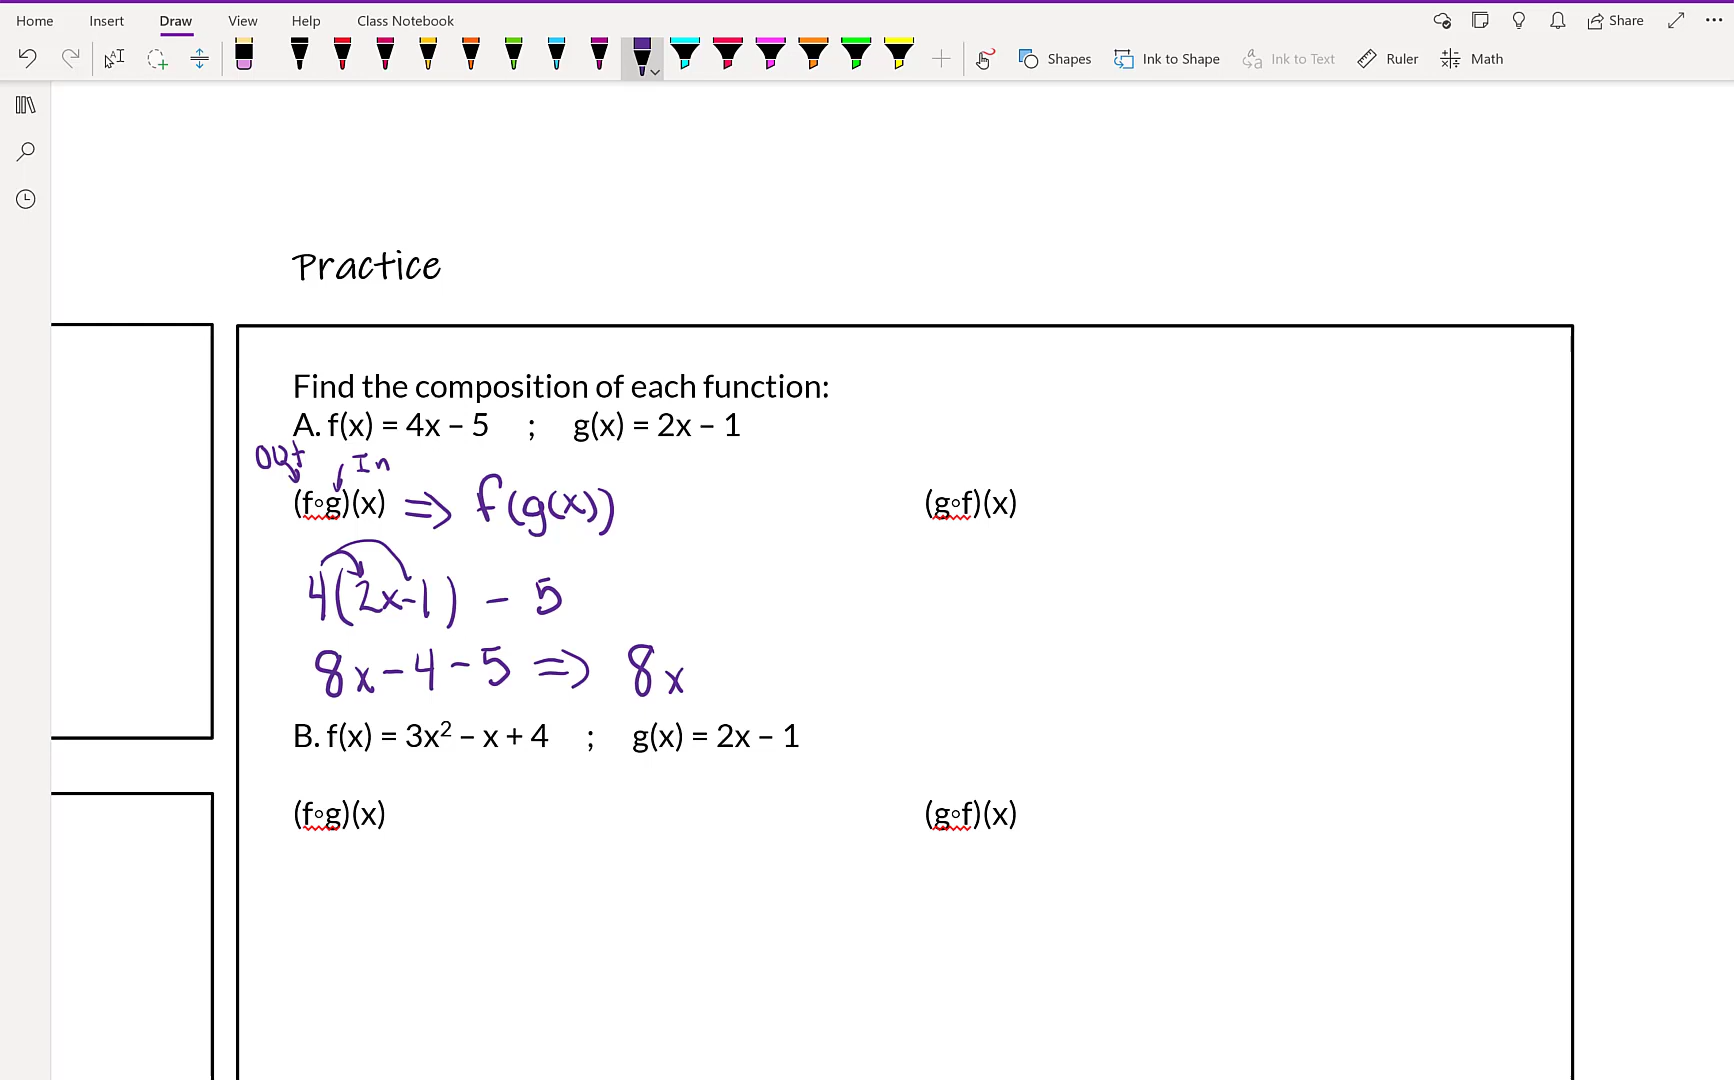 Home Insert Draw View Help Class Notebook Share
Shapes Ink to Shape Ink to Text Ruler Math
Practice
Find the composition of each function:
A. f(x) = 4x – 5 ; g(x) = 2x – 1
Out In
(f∘g)(x) ⇒ f(g(x)) (g∘f)(x)
4(2x-1) - 5
8x - 4 - 5 ⇒ 8x
B. f(x) = 3x² – x + 4 ; g(x) = 2x – 1
(f∘g)(x) (g∘f)(x)